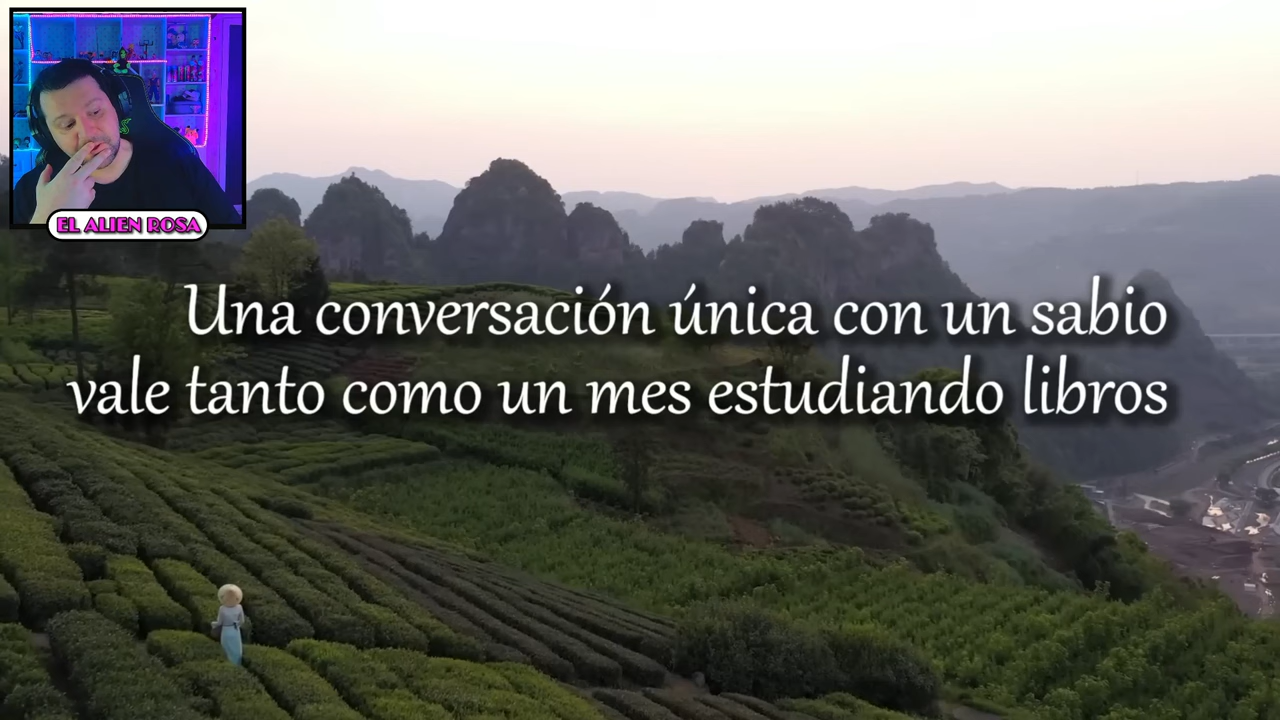 EL ALIEN ROSA
Una conversación única con un sabio
vale tanto como un mes estudiando libros